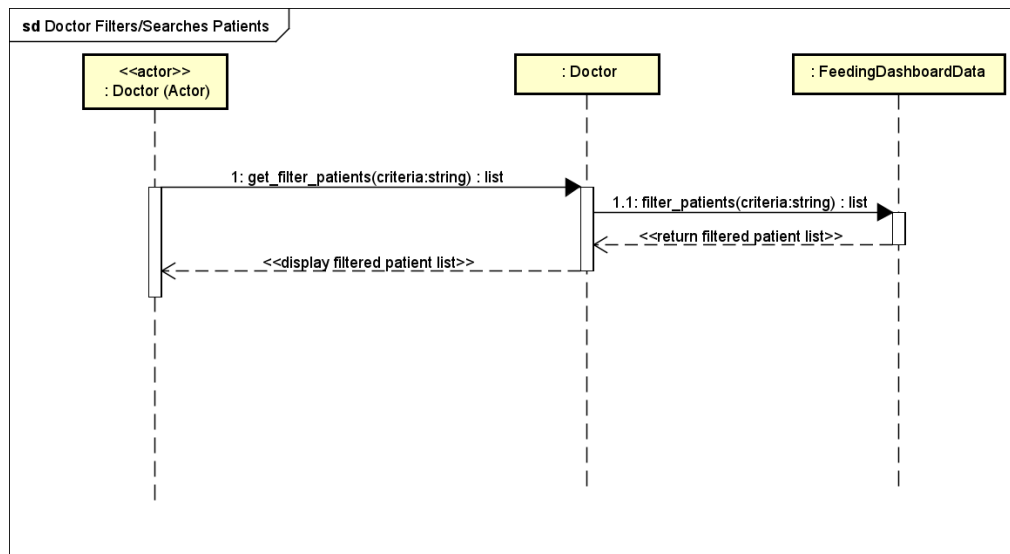 sd Doctor Filters/Searches Patients
<<actor>>
: Doctor (Actor)
: Doctor
: FeedingDashboardData
1: get_filter_patients(criteria:string) : list
1.1: filter_patients(criteria:string) : list
<<return filtered patient list>>
<<display filtered patient list>>